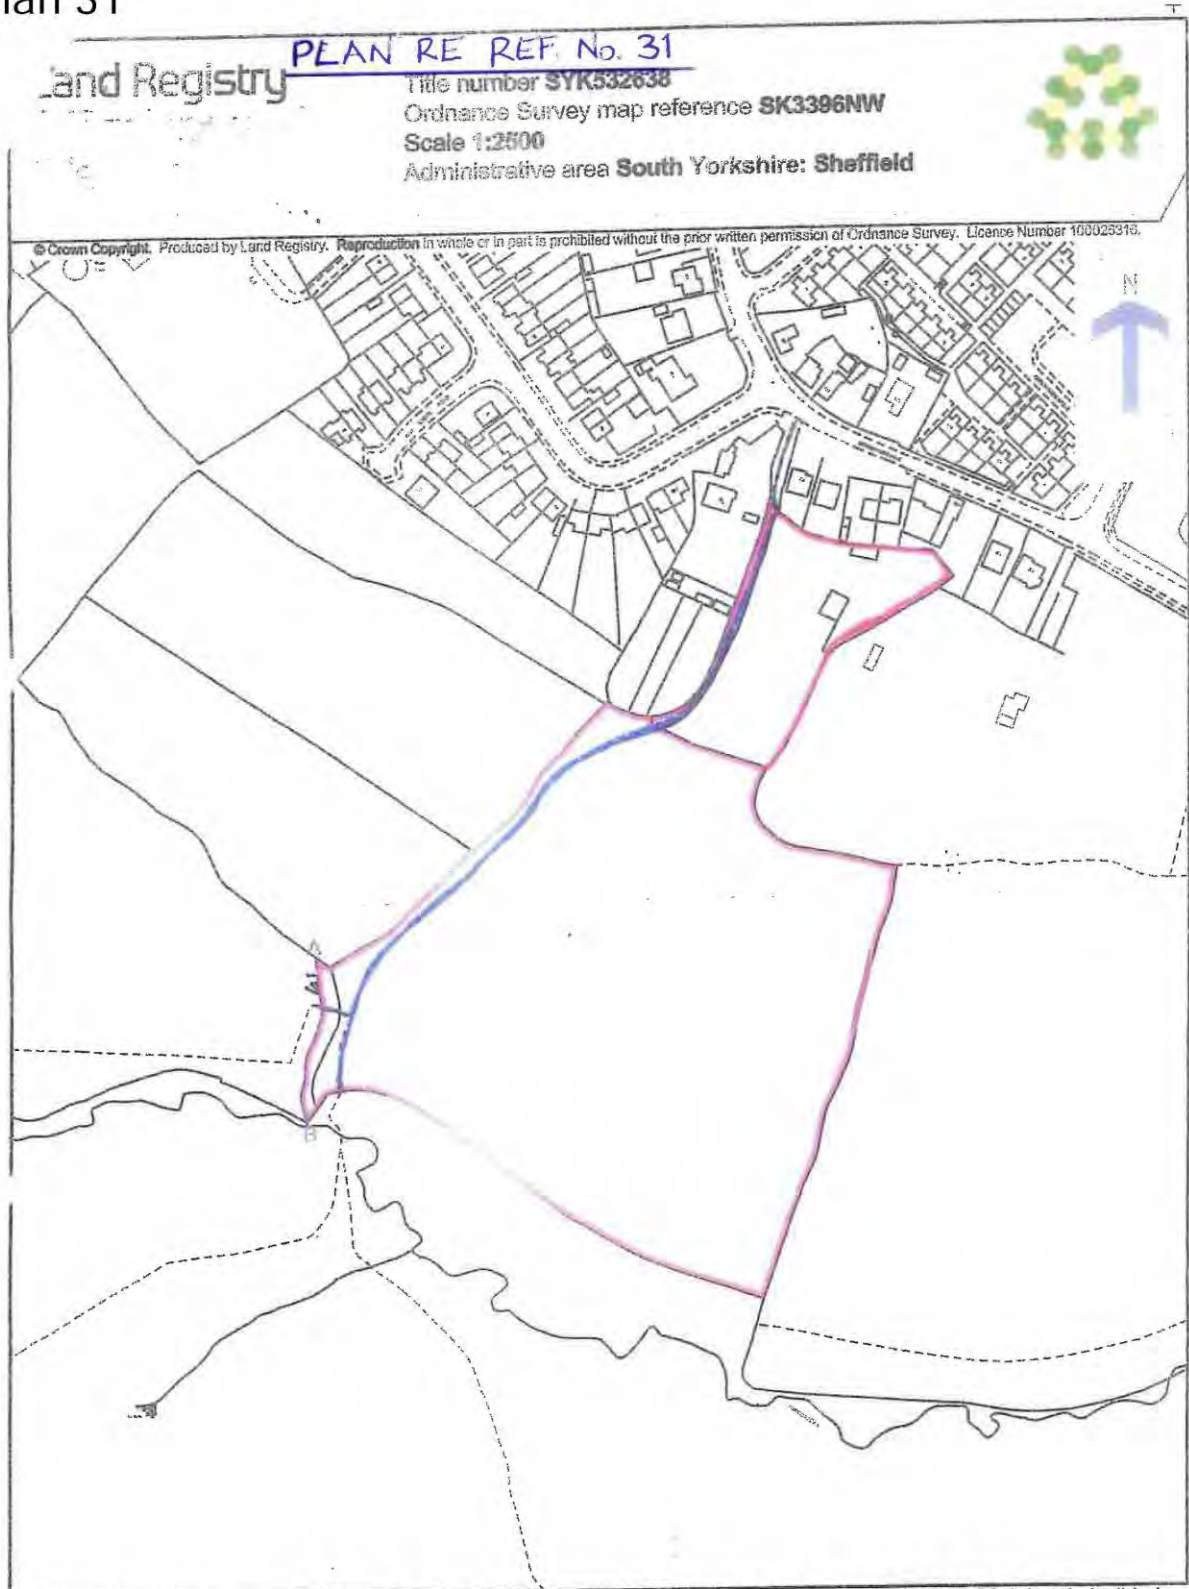 lan 31
PLAN RE REF. No. 31
Land Registry
Title number SYK532638
Ordnance Survey map reference SK3396NW
Scale 1:2500
Administrative area South Yorkshire: Sheffield
© Crown Copyright. Produced by Land Registry. Reproduction in whole or in part is prohibited without the prior written permission of Ordnance Survey. Licence Number 100026316.
N
A
B